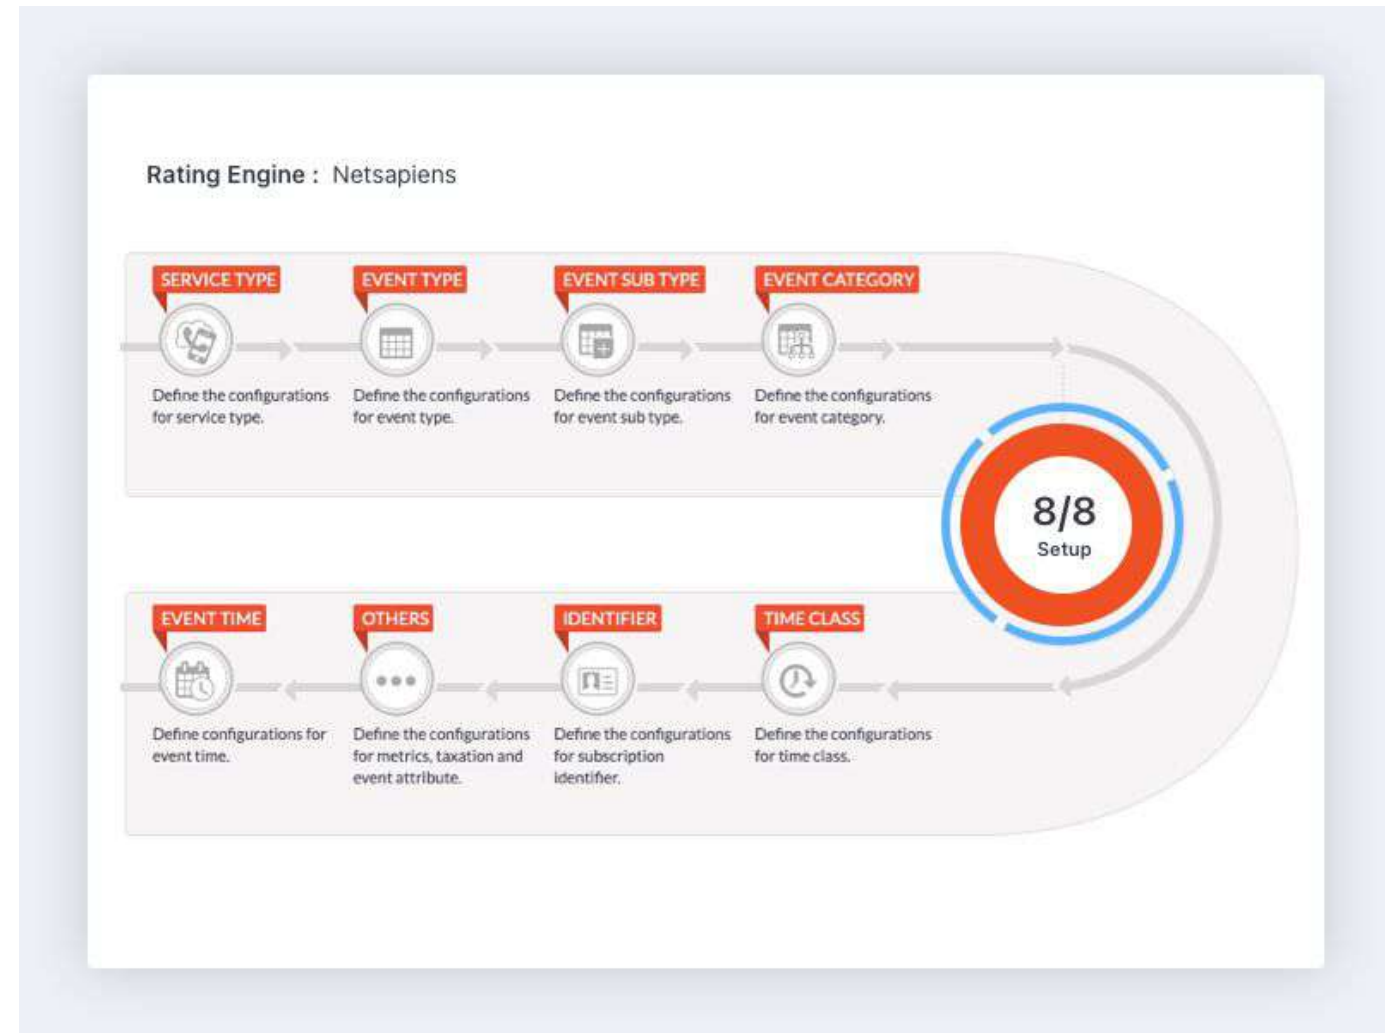 Rating Engine : Netsapiens
SERVICE TYPE
Define the configurations
for service type.
EVENT TYPE
Define the configurations
for event type.
EVENT SUB TYPE
Define the configurations
for event sub type.
EVENT CATEGORY
Define the configurations
for event category.
8/8
Setup
EVENT TIME
Define configurations for
event time.
OTHERS
Define the configurations
for metrics, taxation and
event attribute.
IDENTIFIER
Define the configurations
for subscription
identifier.
TIME CLASS
Define the configurations
for time class.